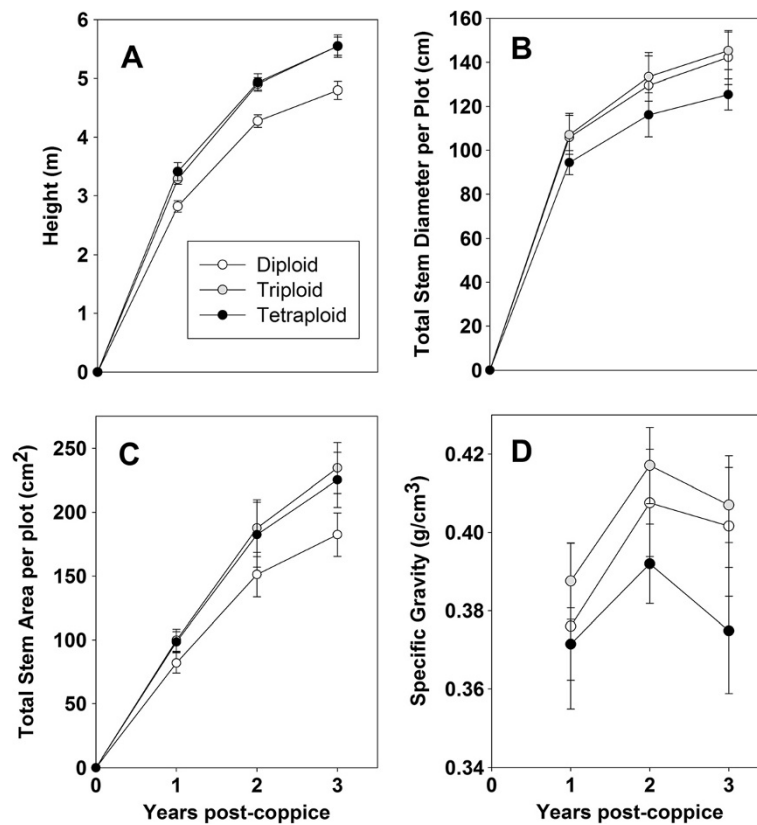 A
Height (m)
6
5
4
3
2
1
0
Diploid
Triploid
Tetraploid
B
Total Stem Diameter per Plot (cm)
160
140
120
100
80
60
40
20
0
C
Total Stem Area per plot (cm²)
250
200
150
100
50
0
0 1 2 3
Years post-coppice
D
Specific Gravity (g/cm³)
0.42
0.40
0.38
0.36
0.34
0 1 2 3
Years post-coppice